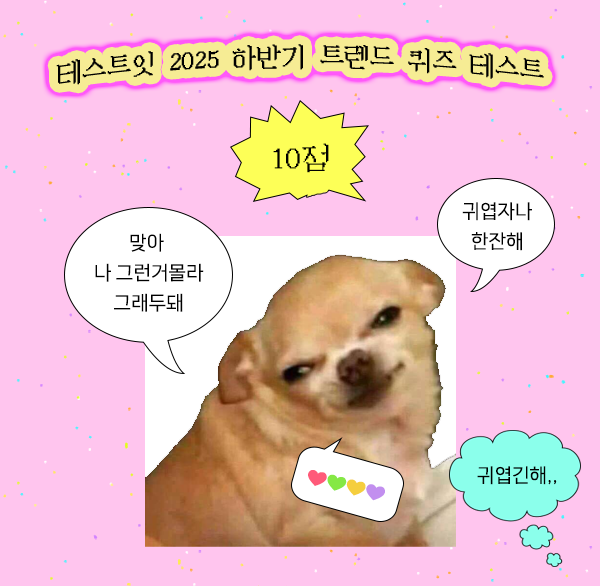 테스트잇 2025 하반기 트렌드 퀴즈 테스트
10점
귀엽자나
한잔해
맞아
나 그런거몰라
그래두돼
귀엽긴해,,